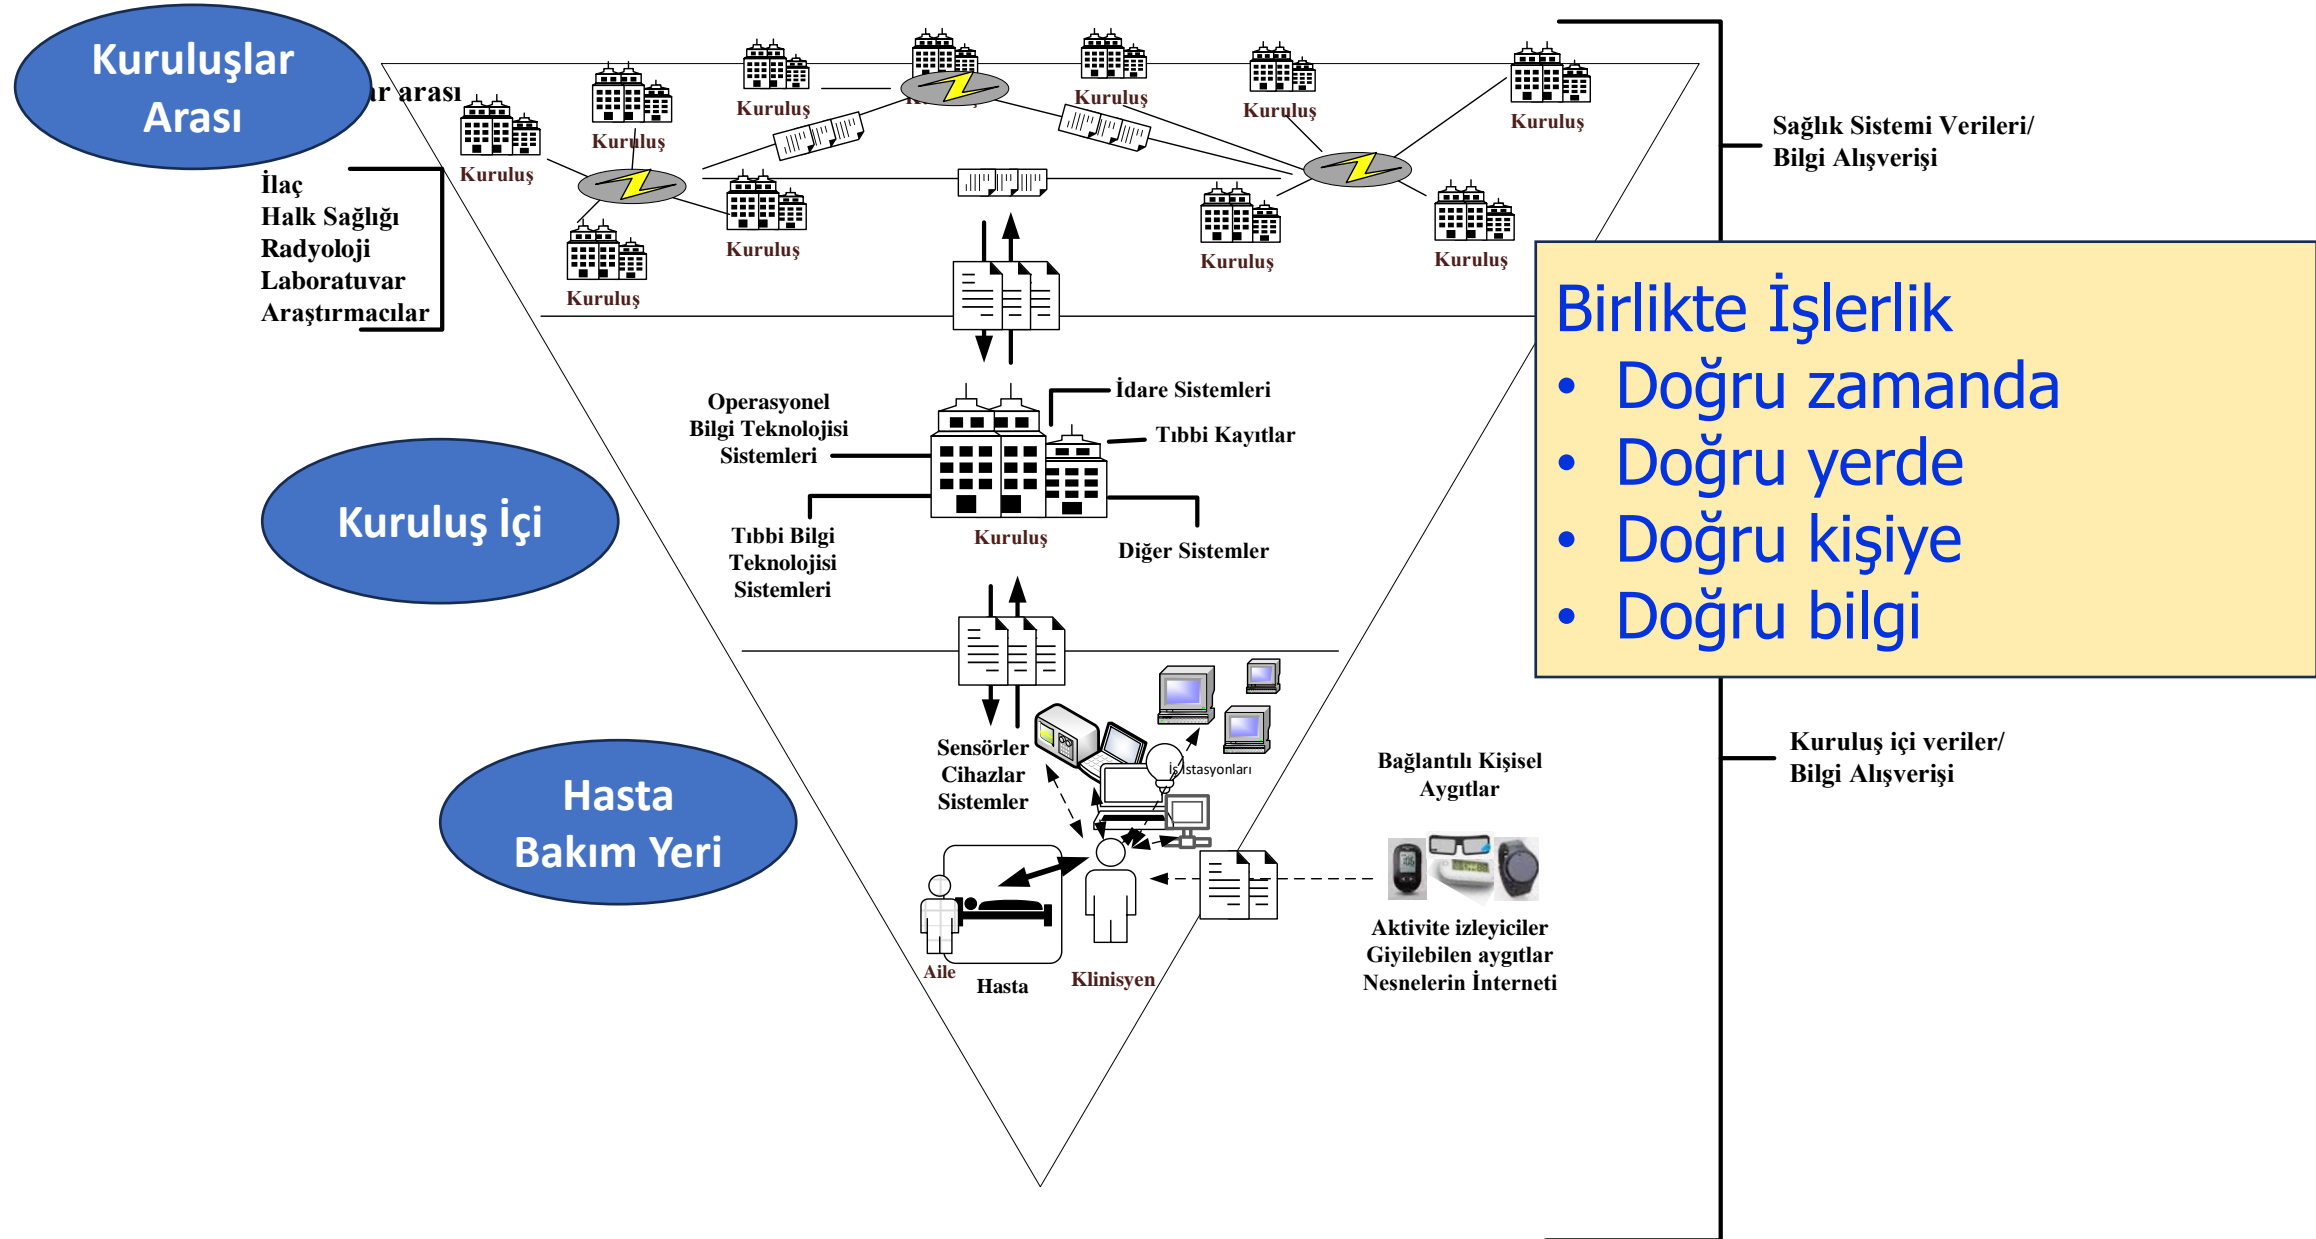 Kuruluşlar
Arası
ar arası
İlaç
Halk Sağlığı
Radyoloji
Laboratuvar
Araştırmacılar
Kuruluş
Kuruluş
Kuruluş
Kuruluş
Kuruluş
Kuruluş
Kuruluş
Kuruluş
Kuruluş
Kuruluş
Sağlık Sistemi Verileri/
Bilgi Alışverişi
Birlikte İşlerlik
• Doğru zamanda
• Doğru yerde
• Doğru kişiye
• Doğru bilgi
Kuruluş İçi
Operasyonel
Bilgi Teknolojisi
Sistemleri
İdare Sistemleri
Tıbbi Kayıtlar
Tıbbi Bilgi
Teknolojisi
Sistemleri
Kuruluş
Diğer Sistemler
Hasta
Bakım Yeri
Sensörler
Cihazlar
Sistemler
İş İstasyonları
Bağlantılı Kişisel
Aygıtlar
Kuruluş içi veriler/
Bilgi Alışverişi
Aktivite izleyiciler
Giyilebilen aygıtlar
Nesnelerin İnterneti
Aile
Hasta
Klinisyen